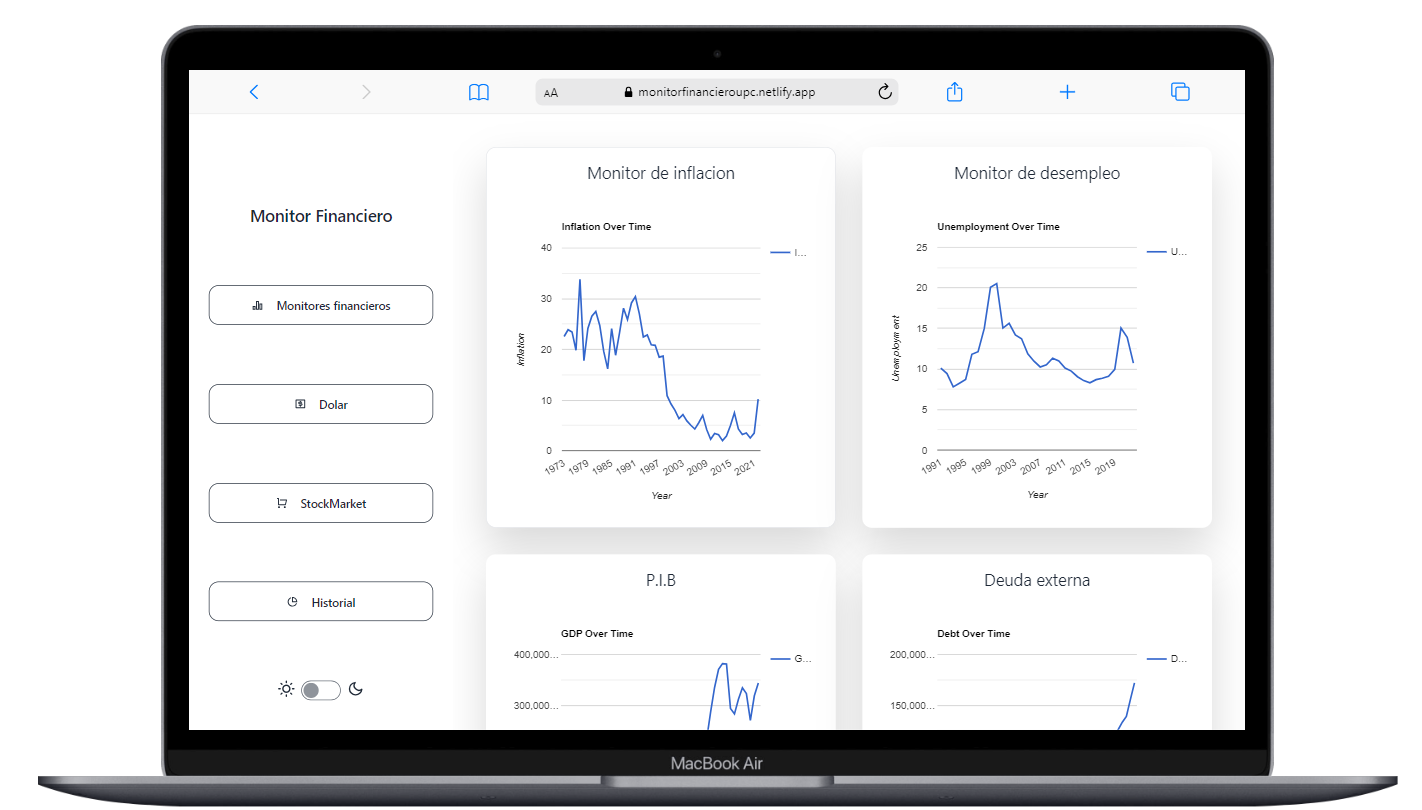 AA monitorfinancieroupc.netlify.app
Monitor Financiero
Monitores financieros
Dolar
StockMarket
Historial
Monitor de inflacion
Inflation Over Time
I...
40
30
20
10
0
Inflation
1973 1979 1985 1991 1997 2003 2009 2015 2021
Year
Monitor de desempleo
Unemployment Over Time
U...
25
20
15
10
5
0
Unemployment
1991 1995 1999 2003 2007 2011 2015 2019
Year
P.I.B
GDP Over Time
G...
400,000...
300,000...
Deuda externa
Debt Over Time
D...
200,000...
150,000...
MacBook Air